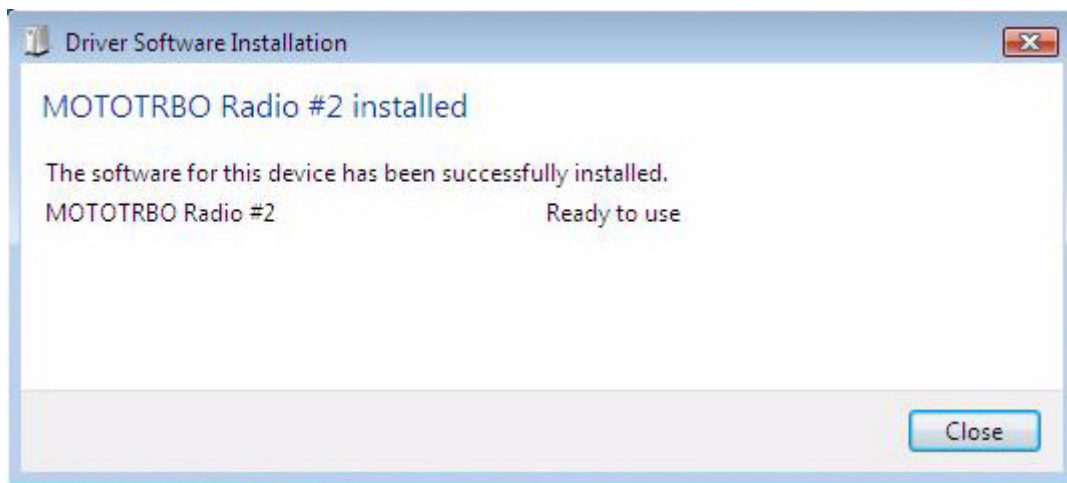 Driver Software Installation
MOTOTRBO Radio #2 installed
The software for this device has been successfully installed.
MOTOTRBO Radio #2 Ready to use
Close